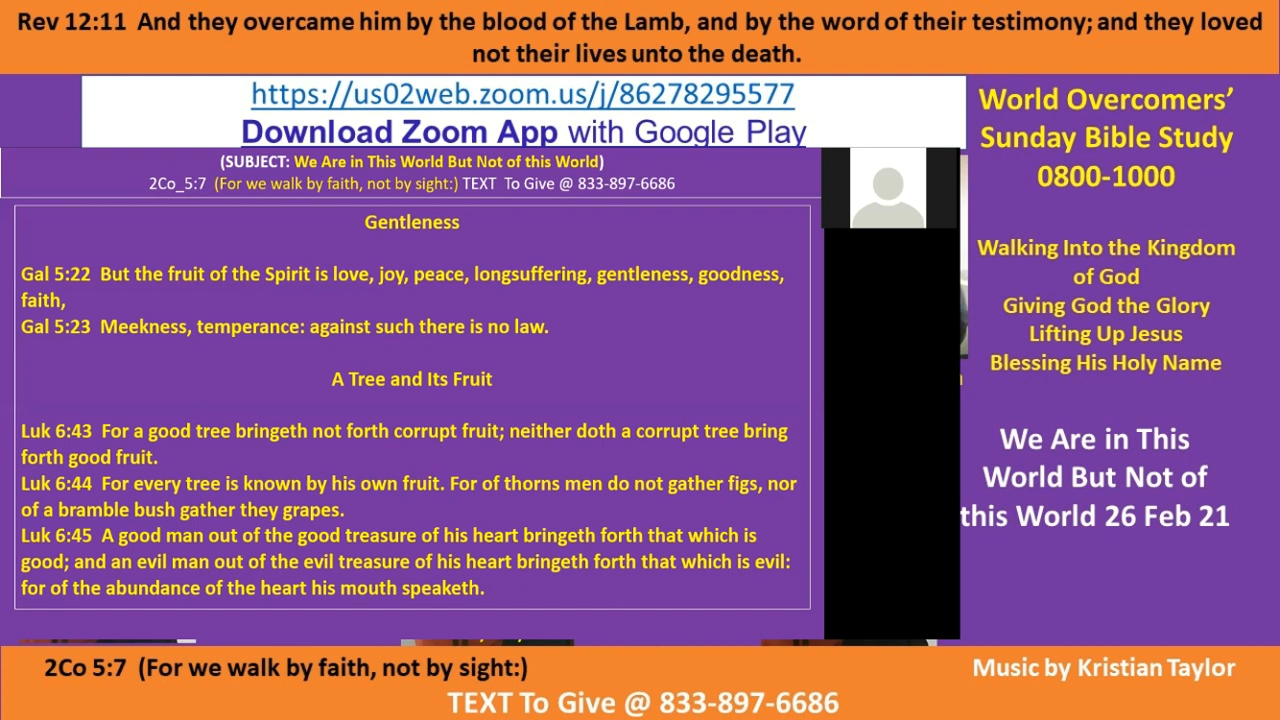 Rev 12:11  And they overcame him by the blood of the Lamb, and by the word of their testimony; and they loved
not their lives unto the death.
https://us02web.zoom.us/j/86278295577
Download Zoom App with Google Play
(SUBJECT: We Are in This World But Not of this World)
2Co_5:7  (For we walk by faith, not by sight:) TEXT  To Give @ 833-897-6686
Gentleness
Gal 5:22  But the fruit of the Spirit is love, joy, peace, longsuffering, gentleness, goodness,
faith,
Gal 5:23  Meekness, temperance: against such there is no law.
A Tree and Its Fruit
Luk 6:43  For a good tree bringeth not forth corrupt fruit; neither doth a corrupt tree bring
forth good fruit.
Luk 6:44  For every tree is known by his own fruit. For of thorns men do not gather figs, nor
of a bramble bush gather they grapes.
Luk 6:45  A good man out of the good treasure of his heart bringeth forth that which is
good; and an evil man out of the evil treasure of his heart bringeth forth that which is evil:
for of the abundance of the heart his mouth speaketh.
World Overcomers'
Sunday Bible Study
0800-1000
Walking Into the Kingdom
of God
Giving God the Glory
Lifting Up Jesus
Blessing His Holy Name
We Are in This
World But Not of
this World 26 Feb 21
2Co 5:7  (For we walk by faith, not by sight:)
Music by Kristian Taylor
TEXT To Give @ 833-897-6686